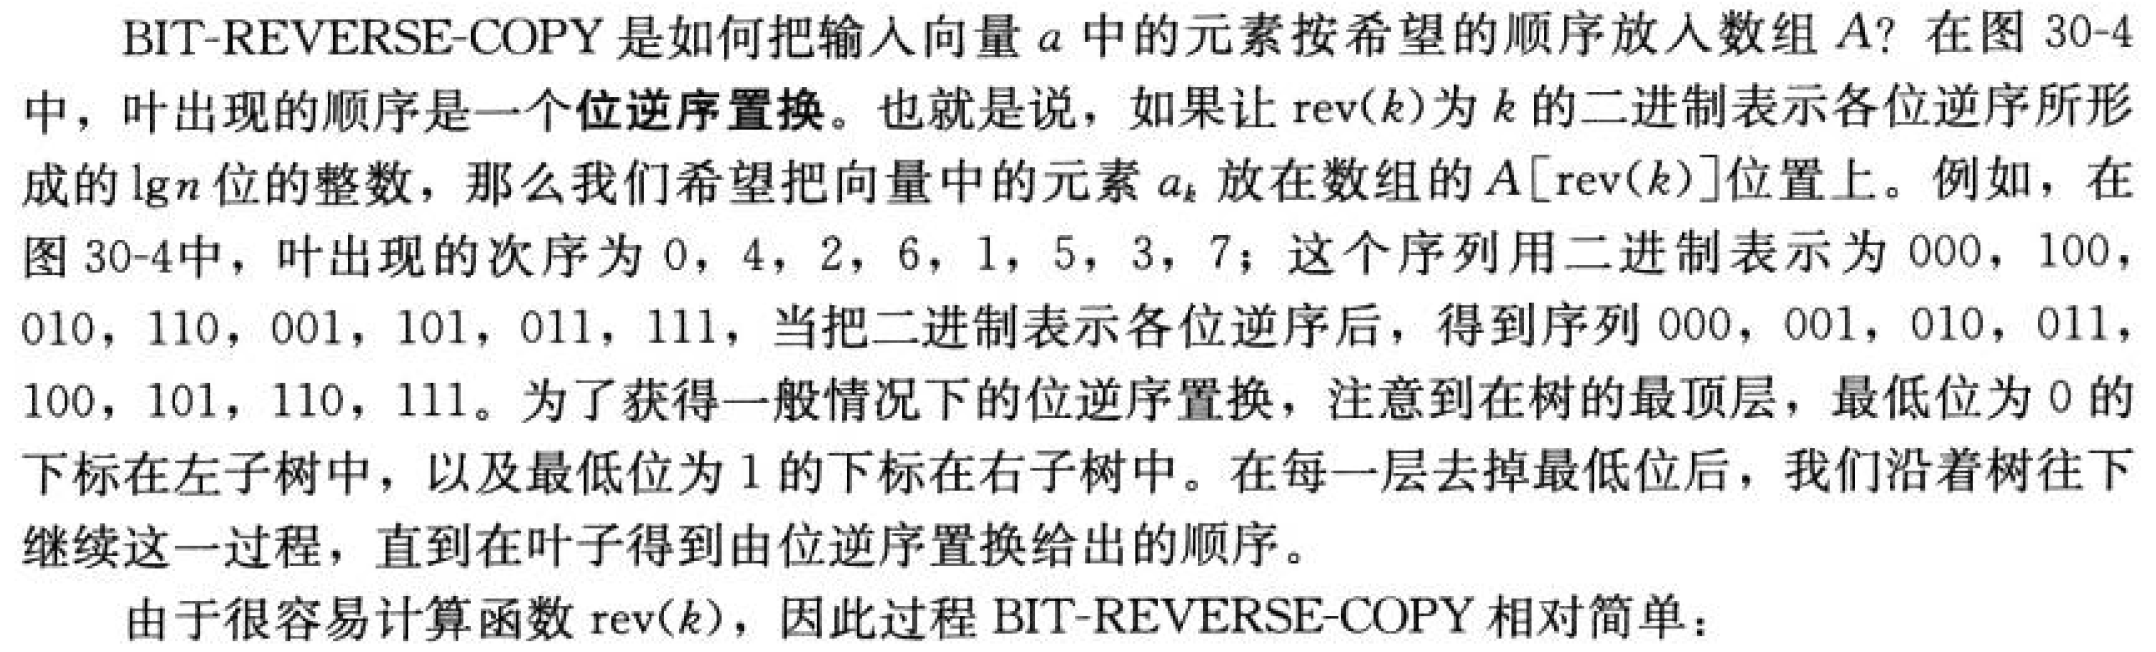 BIT-REVERSE-COPY 是如何把输入向量 a 中的元素按希望的顺序放入数组 A？在图 30-4
中，叶出现的顺序是一个位逆序置换。也就是说，如果让 rev(k)为 k 的二进制表示各位逆序所形
成的 lgn 位的整数，那么我们希望把向量中的元素 aₖ 放在数组的 A[rev(k)]位置上。例如，在
图 30-4中，叶出现的次序为 0，4，2，6，1，5，3，7；这个序列用二进制表示为 000，100，
010，110，001，101，011，111，当把二进制表示各位逆序后，得到序列 000，001，010，011，
100，101，110，111。为了获得一般情况下的位逆序置换，注意到在树的最顶层，最低位为 0 的
下标在左子树中，以及最低位为 1 的下标在右子树中。在每一层去掉最低位后，我们沿着树往下
继续这一过程，直到在叶子得到由位逆序置换给出的顺序。
由于很容易计算函数 rev(k)，因此过程 BIT-REVERSE-COPY 相对简单：